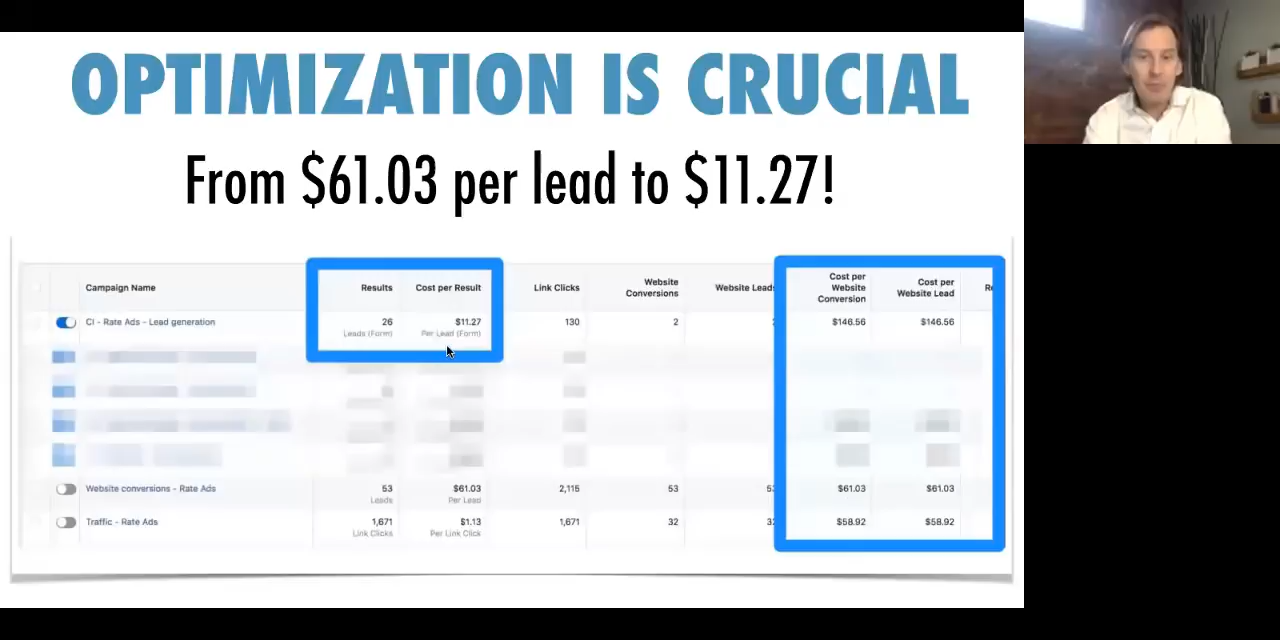 OPTIMIZATION IS CRUCIAL
From $61.03 per lead to $11.27!
Campaign Name Results Cost per Result Link Clicks Website Conversions Website Leads Cost per Website Conversion Cost per Website Lead
CI - Rate Ads - Lead generation 26 $11.27 130 2 $146.56 $146.56
Leads (Form) Per Lead (Form)
Website conversions - Rate Ads 53 $61.03 2,115 53 $61.03 $61.03
Leads Per Lead
Traffic - Rate Ads 1,671 $1.13 1,671 32 $58.92 $58.92
Link Clicks Per Link Click